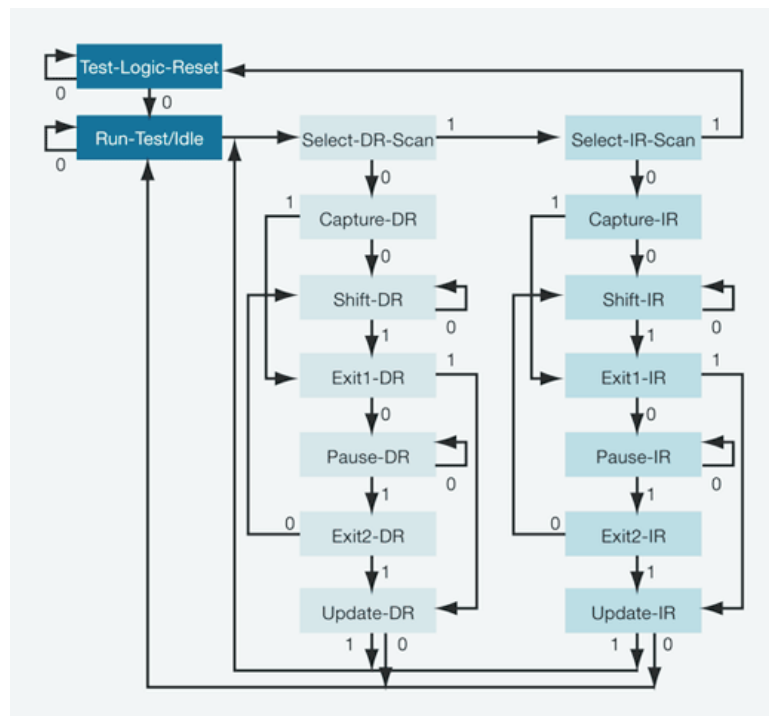 Test-Logic-Reset
0
0
Run-Test/Idle
0
Select-DR-Scan
1
Select-IR-Scan
1
0
0
1
Capture-DR
1
Capture-IR
0
0
Shift-DR
0
Shift-IR
0
1
1
Exit1-DR
1
Exit1-IR
1
0
0
Pause-DR
0
Pause-IR
0
1
1
0
Exit2-DR
0
Exit2-IR
1
1
Update-DR
Update-IR
1
0
1
0